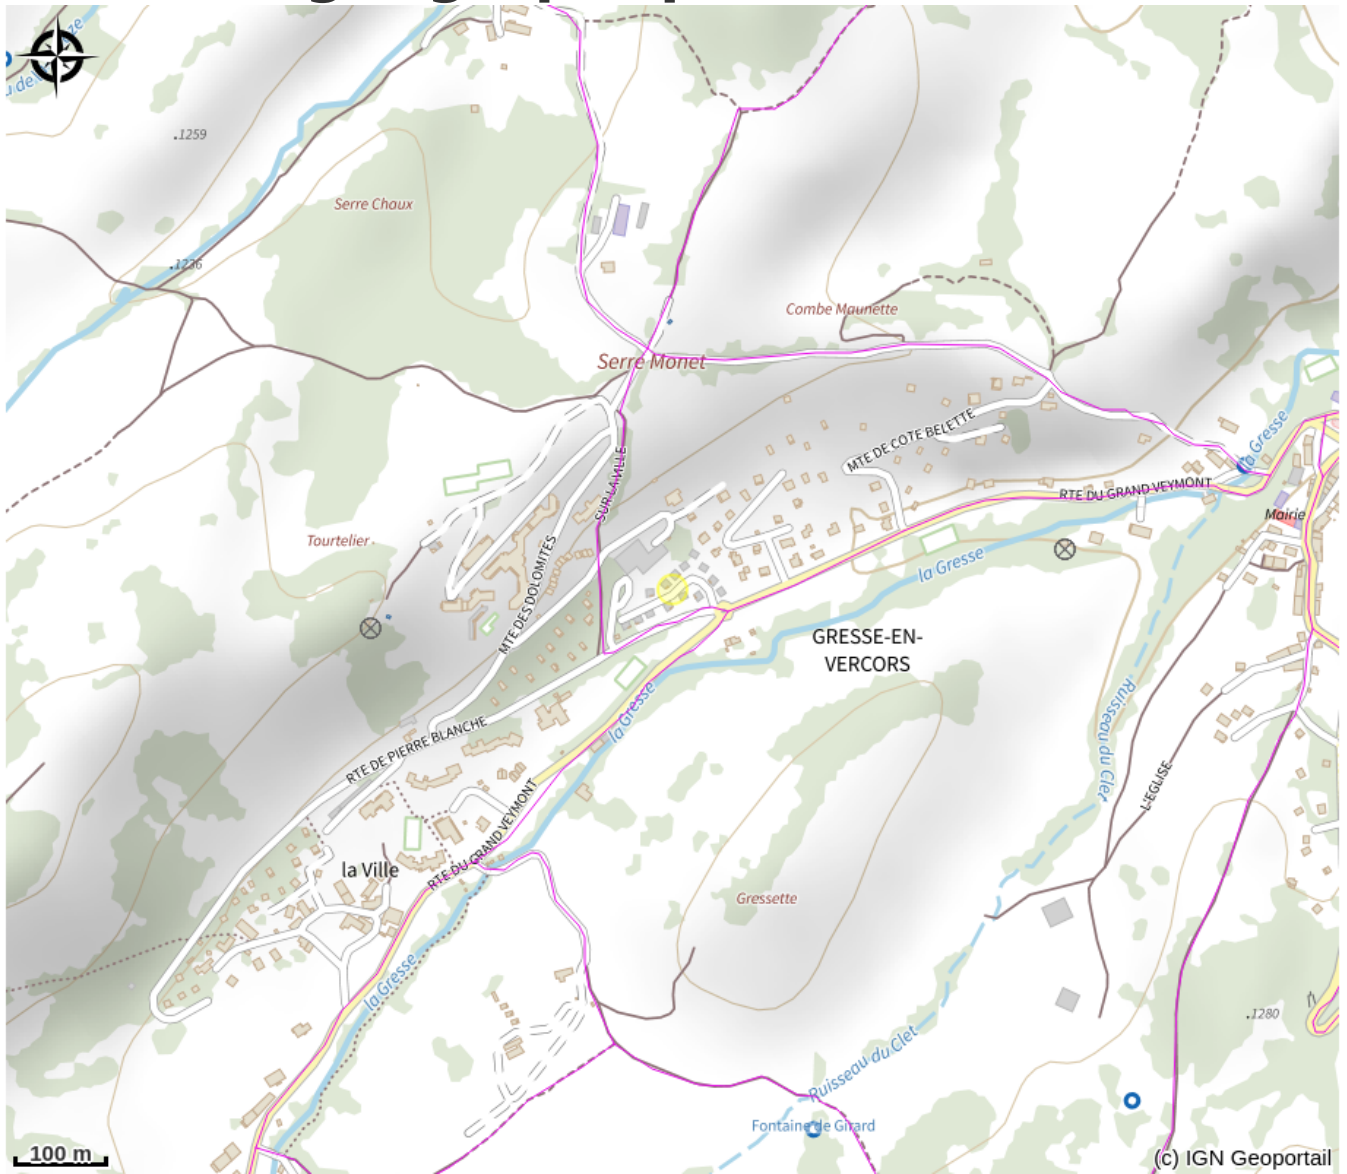 .1259
Serre Chaux
.1236
Combe Maunette
Serre Monet
MTE DE COTE BELETTE
la Gresse
SUR LA VILLE
RTE DU GRAND VEYMONT
Mairie
Tourtelier
MTE DES DOLOMITES
la Gresse
GRESSE-EN-
VERCORS
la Gresse
Ruisseau du Clet
RTE DE PIERRE BLANCHE
L'EGLISE
RTE DU GRAND VEYMONT
la Ville
Gressette
la Gresse
.1280
Ruisseau du Clet
Fontaine de Girard
100 m
(c) IGN Geoportail